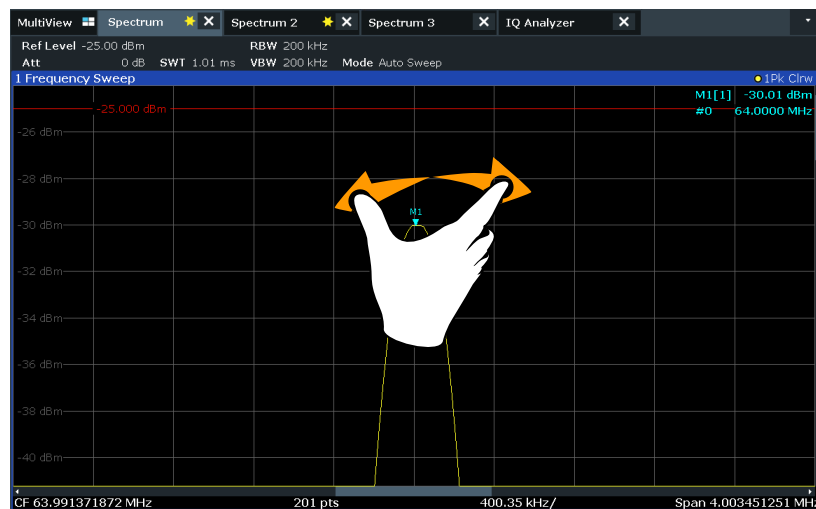 MultiView Spectrum Spectrum 2 Spectrum 3 IQ Analyzer
Ref Level -25.00 dBm RBW 200 kHz
Att 0 dB SWT 1.01 ms VBW 200 kHz Mode Auto Sweep
1 Frequency Sweep 1Pk Clrw
M1[1] -30.01 dBm
-25.000 dBm #0 64.0000 MHz
-26 dBm
-28 dBm
M1
-30 dBm
-32 dBm
-34 dBm
-36 dBm
-38 dBm
-40 dBm
CF 63.991371872 MHz 201 pts 400.35 kHz/ Span 4.003451251 MHz